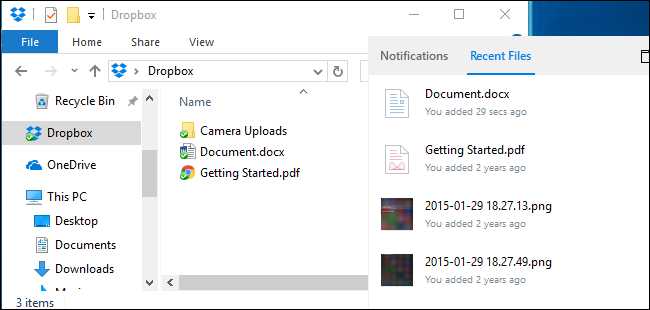 Dropbox
File Home Share View
Dropbox
Recycle Bin
Dropbox
OneDrive
This PC
Desktop
Documents
Downloads
3 items
Name
Camera Uploads
Document.docx
Getting Started.pdf
Notifications Recent Files
Document.docx
You added 29 secs ago
Getting Started.pdf
You added 2 years ago
2015-01-29 18.27.13.png
You added 2 years ago
2015-01-29 18.27.49.png
You added 2 years ago